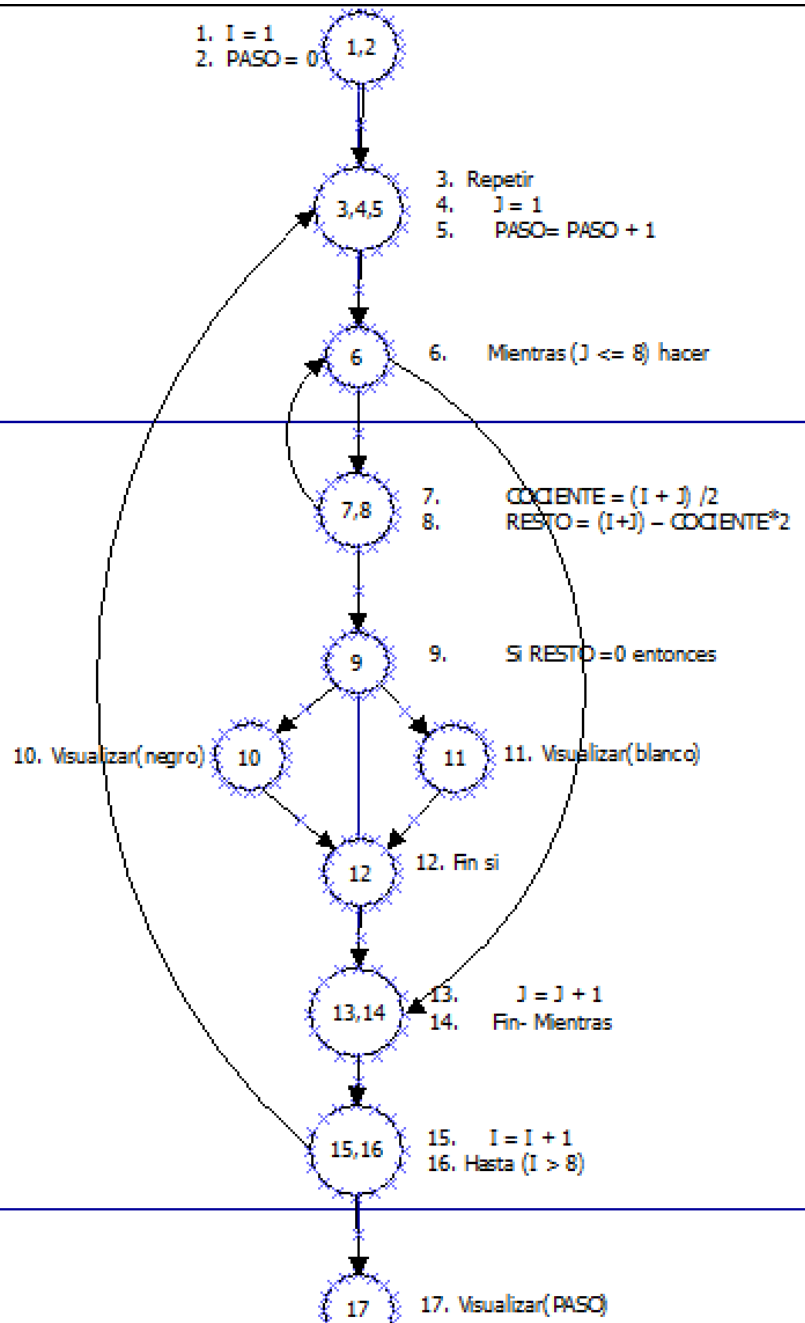 1. I = 1
2. PASO = 0
1,2
3,4,5
3. Repetir
4. J = 1
5. PASO= PASO + 1
6
6. Mientras (J <= 8) hacer
7,8
7. COCIENTE = (I + J) /2
8. RESTO = (I+J) – COCIENTE*2
9
9. Si RESTO =0 entonces
10. Visualizar(negro)
10
11
11. Visualizar(blanco)
12
12. Fin si
13,14
13. J = J + 1
14. Fin- Mientras
15,16
15. I = I + 1
16. Hasta (I > 8)
17
17. Visualizar(PASO)